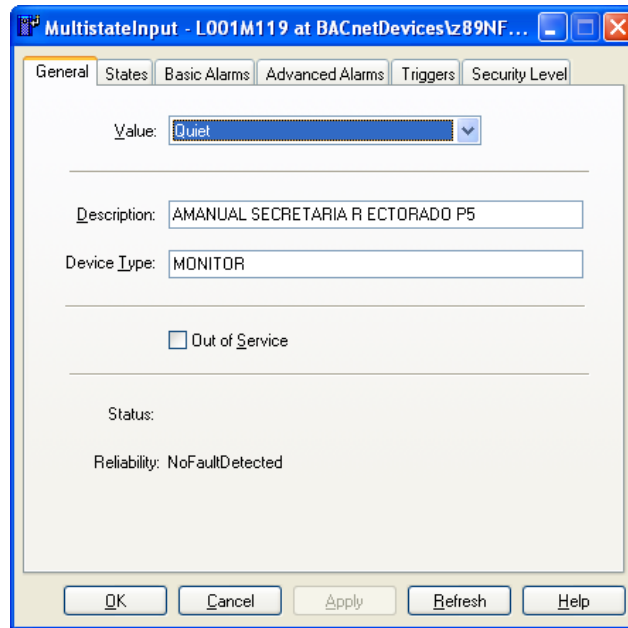 MultistateInput - L001M119 at BACnetDevices\z89NF...
General States Basic Alarms Advanced Alarms Triggers Security Level
Value: Quiet
Description: AMANUAL SECRETARIA R ECTORADO P5
Device Type: MONITOR
Out of Service
Status:
Reliability: NoFaultDetected
OK Cancel Apply Refresh Help